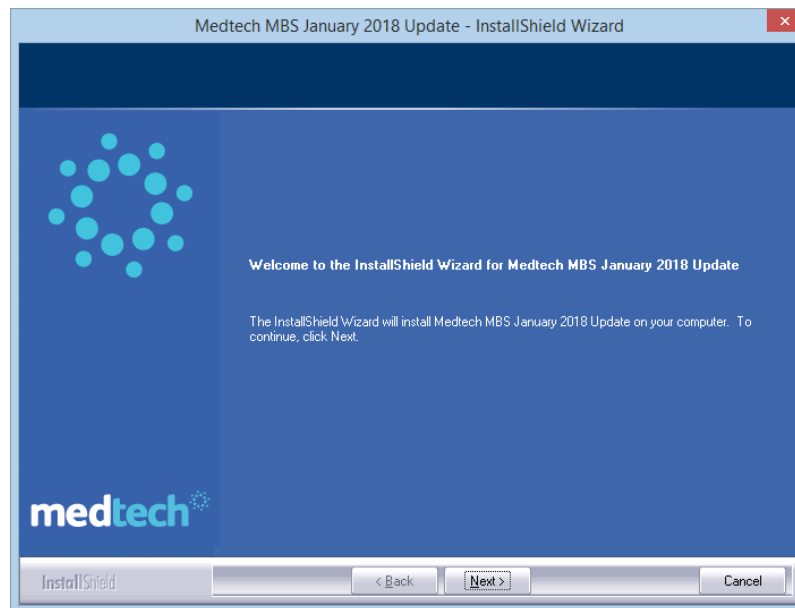 Medtech MBS January 2018 Update - InstallShield Wizard
Welcome to the InstallShield Wizard for Medtech MBS January 2018 Update
The InstallShield Wizard will install Medtech MBS January 2018 Update on your computer. To
continue, click Next.
medtech
InstallShield
< Back
Next >
Cancel